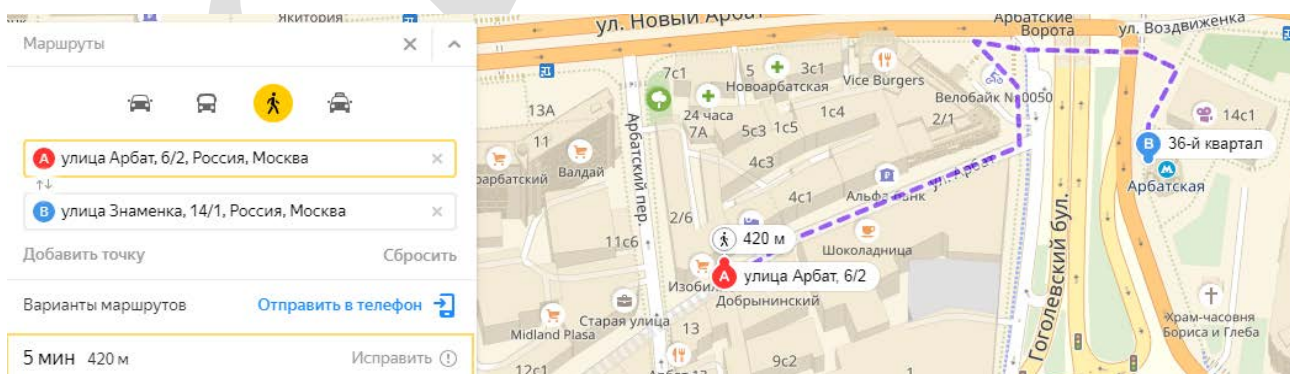 Якитория
Маршруты
А улица Арбат, 6/2, Россия, Москва
В улица Знаменка, 14/1, Россия, Москва
Добавить точку
Сбросить
Варианты маршрутов
Отправить в телефон
5 мин 420 м
Исправить
ул. Новый Арбат
Арбатские
Ворота
ул. Воздвиженка
7с1
5
3с1
Новоарбатская
Vice Burgers
Велобайк № 0050
13А
24 часа
7А
5с3
1с5
1с4
2/1
14с1
11
Валдай
Арбатский пер.
4с3
В 36-й квартал
Арбатская
4с1
Альфа-Банк
ул. Арбат
2/6
420 м
11с6
Шоколадница
А улица Арбат, 6/2
Добрынинский
Гоголевский бул.
Старая улица
Midland Plasa
13
Храм-часовня
Бориса и Глеба
12с1
9с2
1